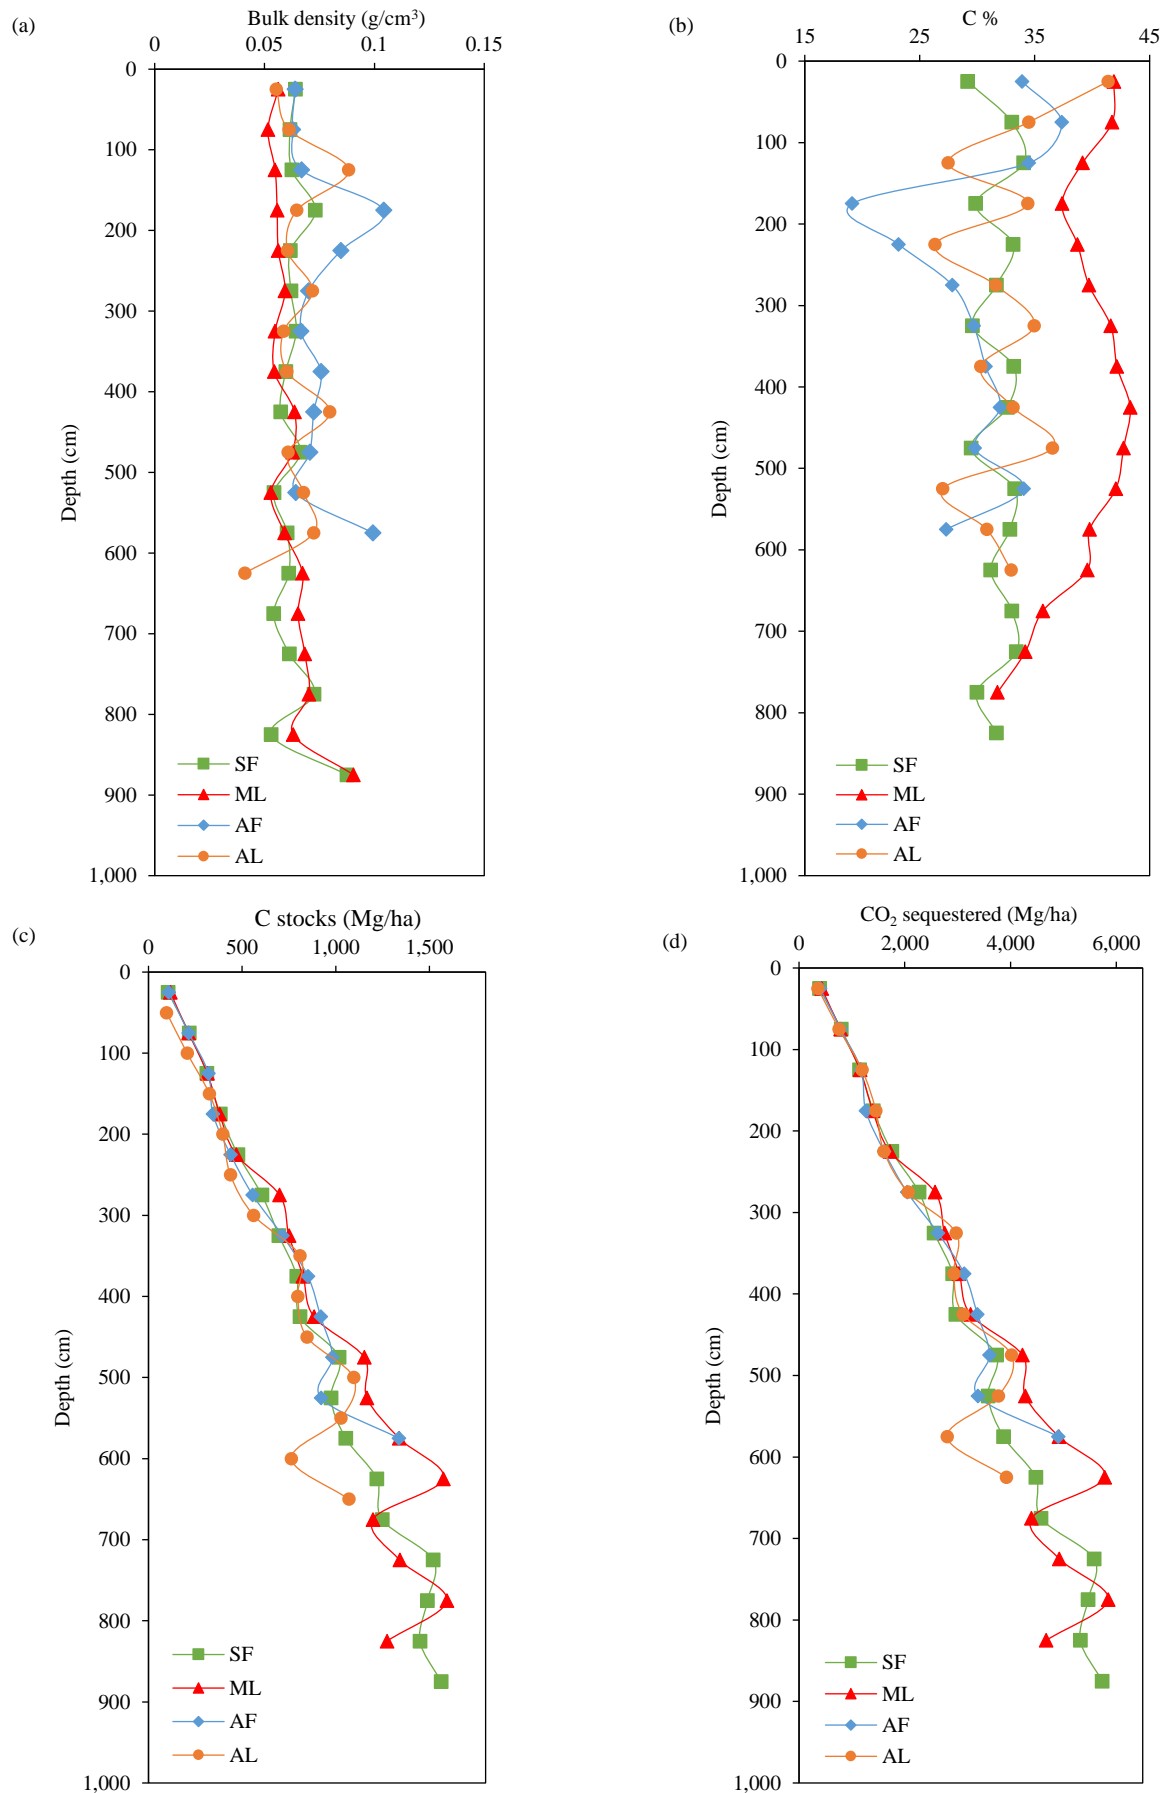 (a)
Bulk density (g/cm³)
0 0.05 0.1 0.15
0
100
200
300
400
500
600
700
800
900
1,000
Depth (cm)
SF
ML
AF
AL
(b)
C %
15 25 35 45
0
100
200
300
400
500
600
700
800
900
1,000
Depth (cm)
SF
ML
AF
AL
(c)
C stocks (Mg/ha)
0 500 1,000 1,500
0
100
200
300
400
500
600
700
800
900
1,000
Depth (cm)
SF
ML
AF
AL
(d)
CO₂ sequestered (Mg/ha)
0 2,000 4,000 6,000
0
100
200
300
400
500
600
700
800
900
1,000
Depth (cm)
SF
ML
AF
AL